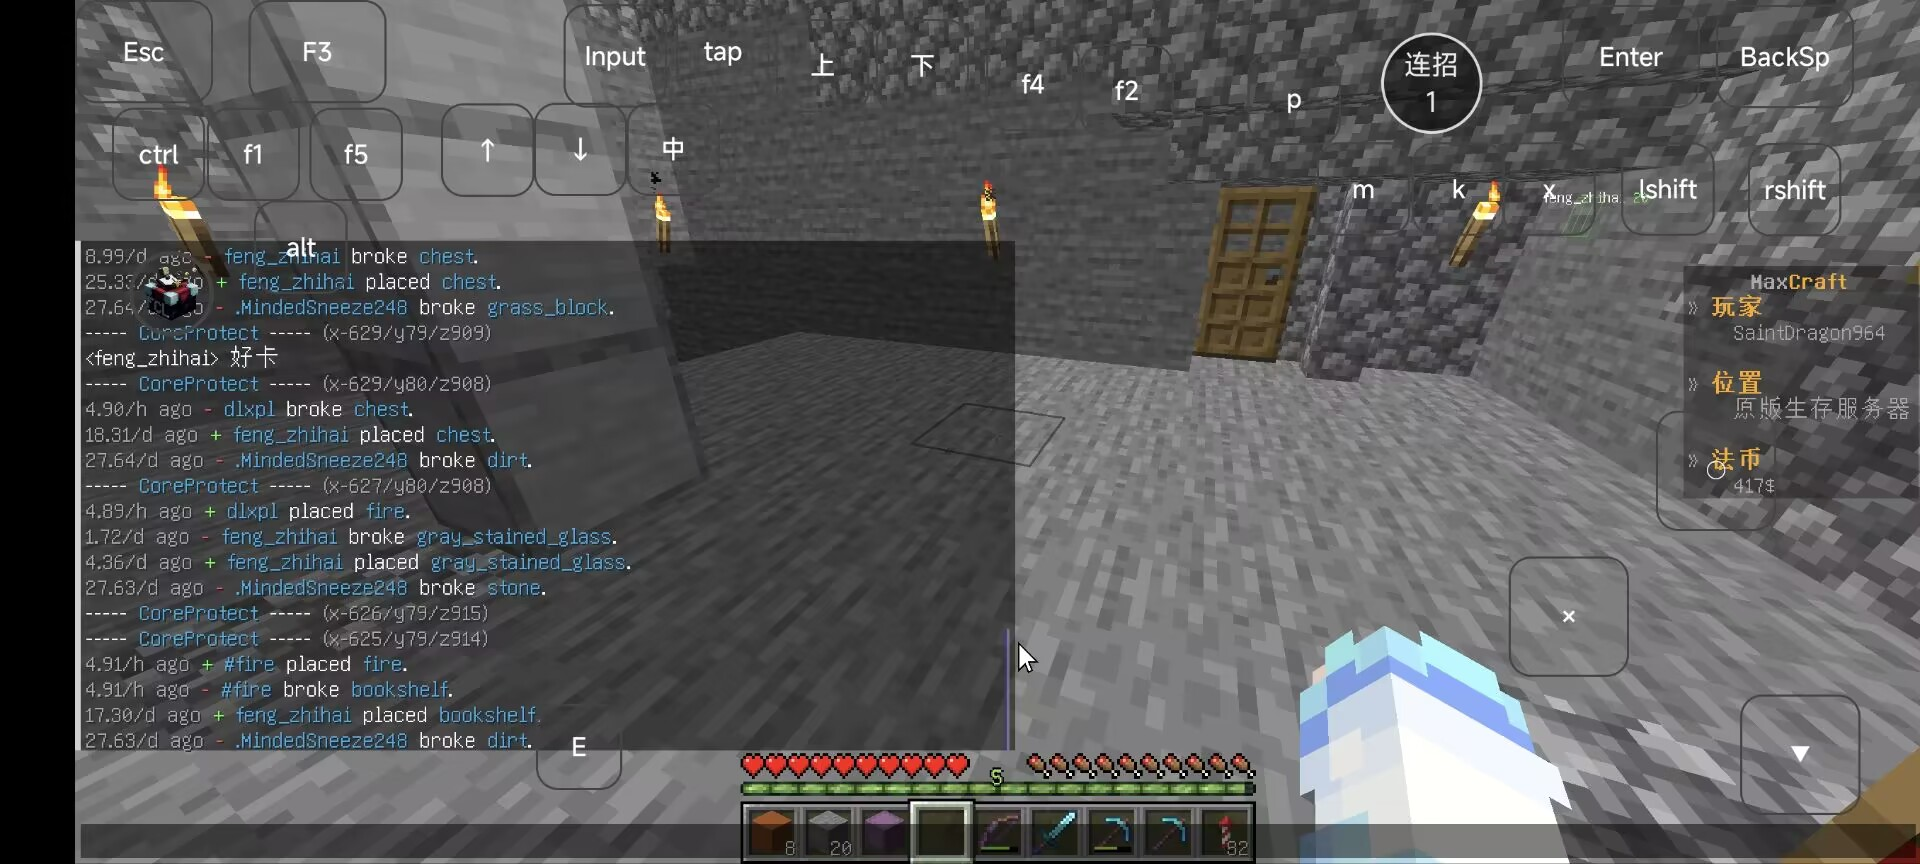 Esc
F3
Input
tap
上
下
f4
f2
p
连招
1
Enter
BackSp
ctrl
f1
f5
↑
↓
中
m
k
x
lshift
rshift
alt
8.99/d ago - feng_zhihai broke chest.
+ feng_zhihai placed chest.
- .MindedSneeze248 broke grass_block.
----- CoreProtect ----- (x-629/y79/z909)
<feng_zhihai> 好卡
----- CoreProtect ----- (x-629/y80/z908)
4.90/h ago - dlxpl broke chest.
18.31/d ago + feng_zhihai placed chest.
27.64/d ago - .MindedSneeze248 broke dirt.
----- CoreProtect ----- (x-627/y80/z908)
4.89/h ago + dlxpl placed fire.
1.72/d ago - feng_zhihai broke gray_stained_glass.
4.36/d ago + feng_zhihai placed gray_stained_glass.
27.63/d ago - .MindedSneeze248 broke stone.
----- CoreProtect ----- (x-626/y79/z915)
----- CoreProtect ----- (x-625/y79/z914)
4.91/h ago + #fire placed fire.
4.91/h ago - #fire broke bookshelf.
17.30/d ago + feng_zhihai placed bookshelf.
27.63/d ago - .MindedSneeze248 broke dirt.
MaxCraft
» 玩家
SaintDragon964
» 位置
原版生存服务器
» 法币
417$
×
▼
E
S
8
20